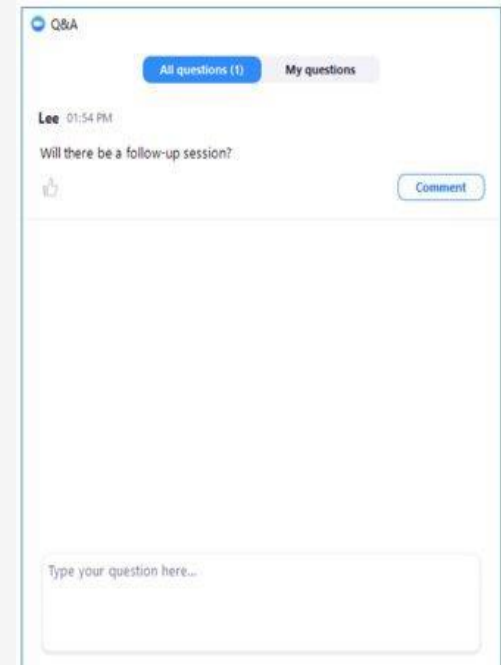 Q&A
All questions (1) My questions
Lee 01:54 PM
Will there be a follow-up session?
Comment
Type your question here...